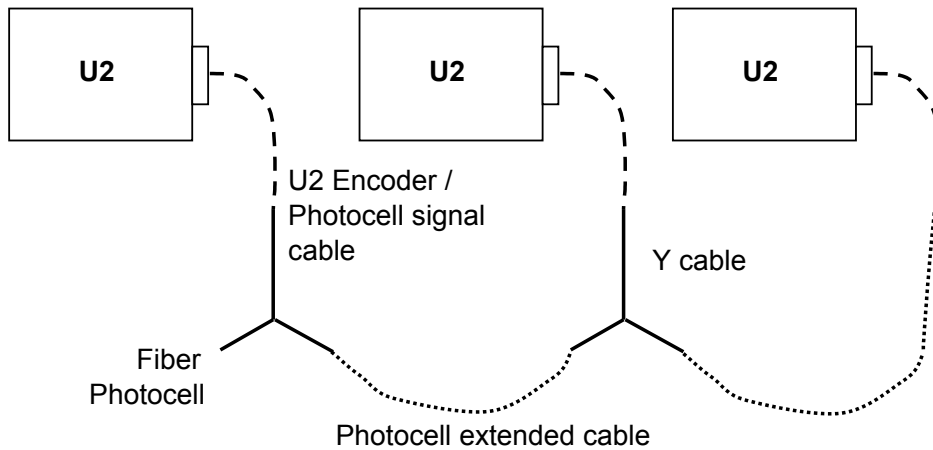 U2
U2
U2
U2 Encoder /
Photocell signal
cable
Y cable
Fiber
Photocell
Photocell extended cable